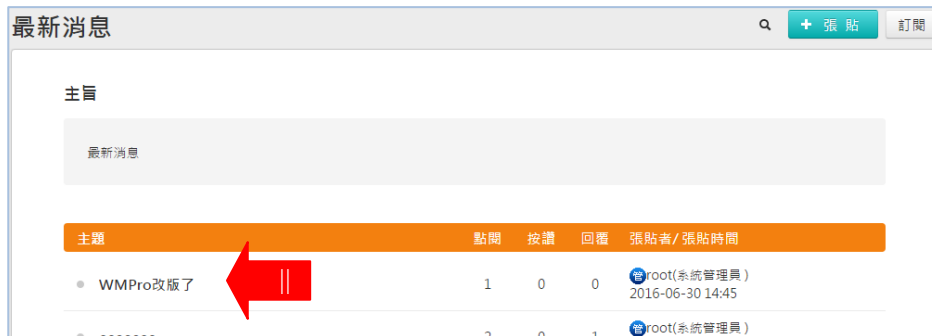 最新消息
+ 張 貼
訂閱
主旨
最新消息
主題 點閱 按讚 回覆 張貼者/張貼時間
WMPro改版了 1 0 0 管root(系統管理員)
2016-06-30 14:45
管root(系統管理員)